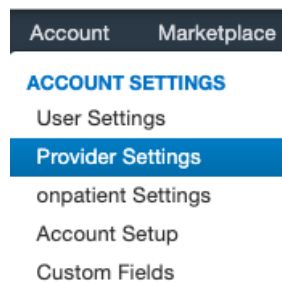 Account Marketplace
ACCOUNT SETTINGS
User Settings
Provider Settings
onpatient Settings
Account Setup
Custom Fields